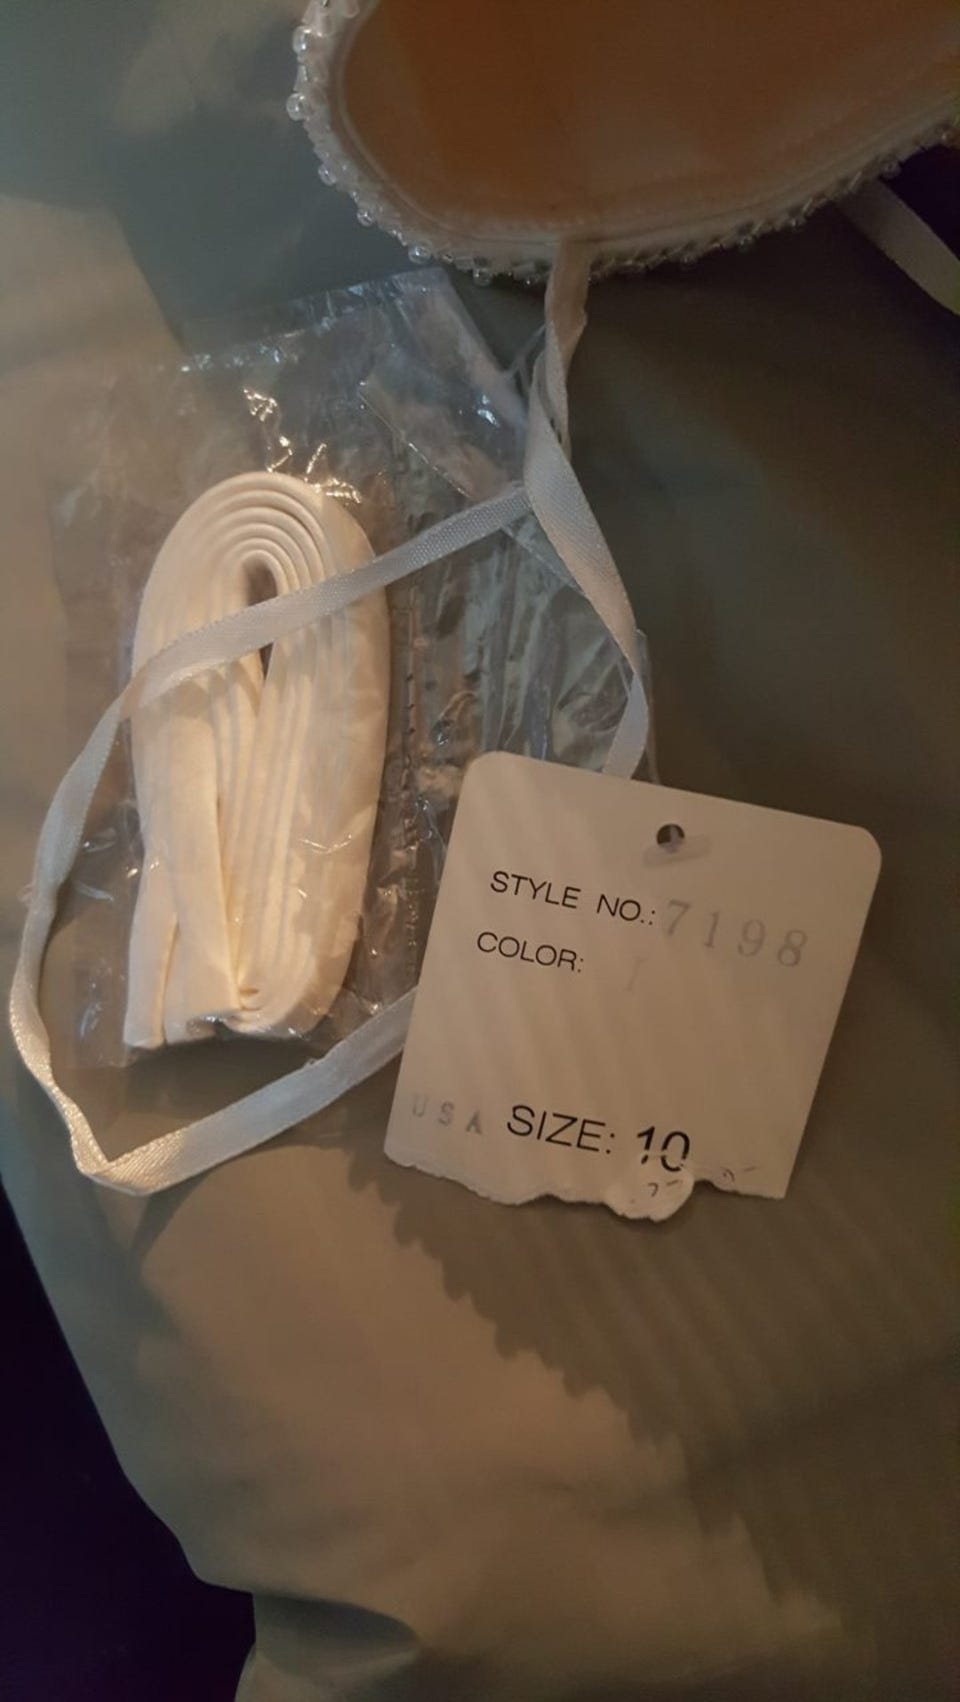 STYLE NO.: 7198
COLOR: I
USA SIZE: 10